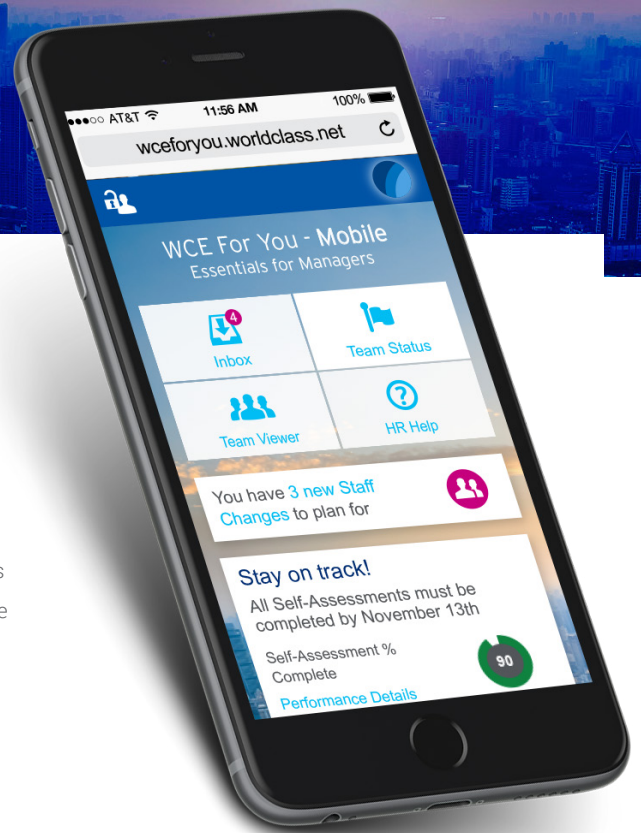 AT&T 11:56 AM 100%
wceforyou.worldclass.net
WCE For You - Mobile
Essentials for Managers
4
Inbox
Team Status
Team Viewer
HR Help
You have 3 new Staff
Changes to plan for
Stay on track!
All Self-Assessments must be
completed by November 13th
Self-Assessment %
Complete
90
Performance Details